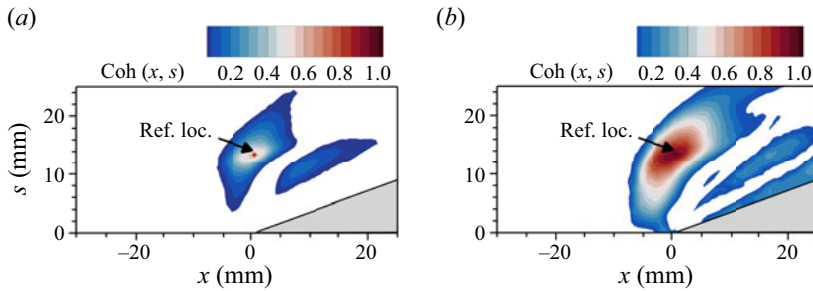 (a)
(b)
Coh (x, s)
0.2 0.4 0.6 0.8 1.0
Coh (x, s)
0.2 0.4 0.6 0.8 1.0
20
10
0
s (mm)
Ref. loc.
20
10
0
Ref. loc.
–20 0 20
–20 0 20
x (mm)
x (mm)